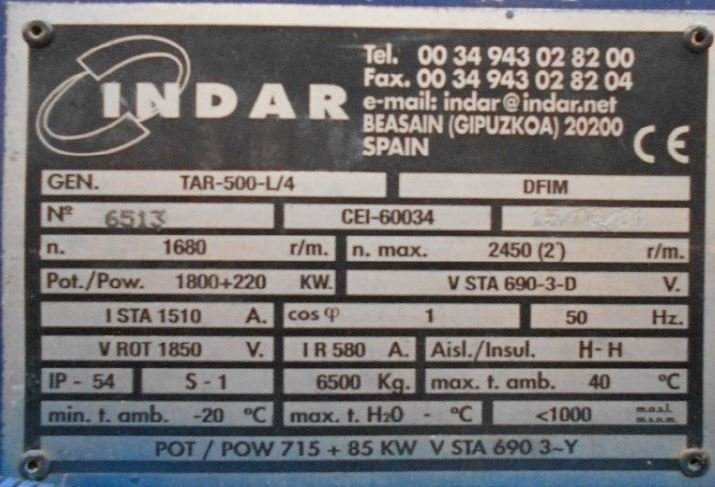 INDAR
Tel. 00 34 943 02 82 00
Fax. 00 34 943 02 82 04
e-mail: indar@indar.net
BEASAIN (GIPUZKOA) 20200
SPAIN
CE
GEN. TAR-500-L/4 DFIM
Nº 6513 CEI-60034
n. 1680 r/m. n. max. 2450 (2') r/m.
Pot./Pow. 1800+220 KW. V STA 690-3-D V.
I STA 1510 A. cos φ 1 50 Hz.
V ROT 1850 V. I R 580 A. Aisl./Insul. H-H
IP - 54 S - 1 6500 Kg. max. t. amb. 40 ºC
min. t. amb. -20 ºC max. t. H2O - ºC <1000 m.a.s.l. m.s.n.m.
POT / POW 715 + 85 KW V STA 690 3~Y